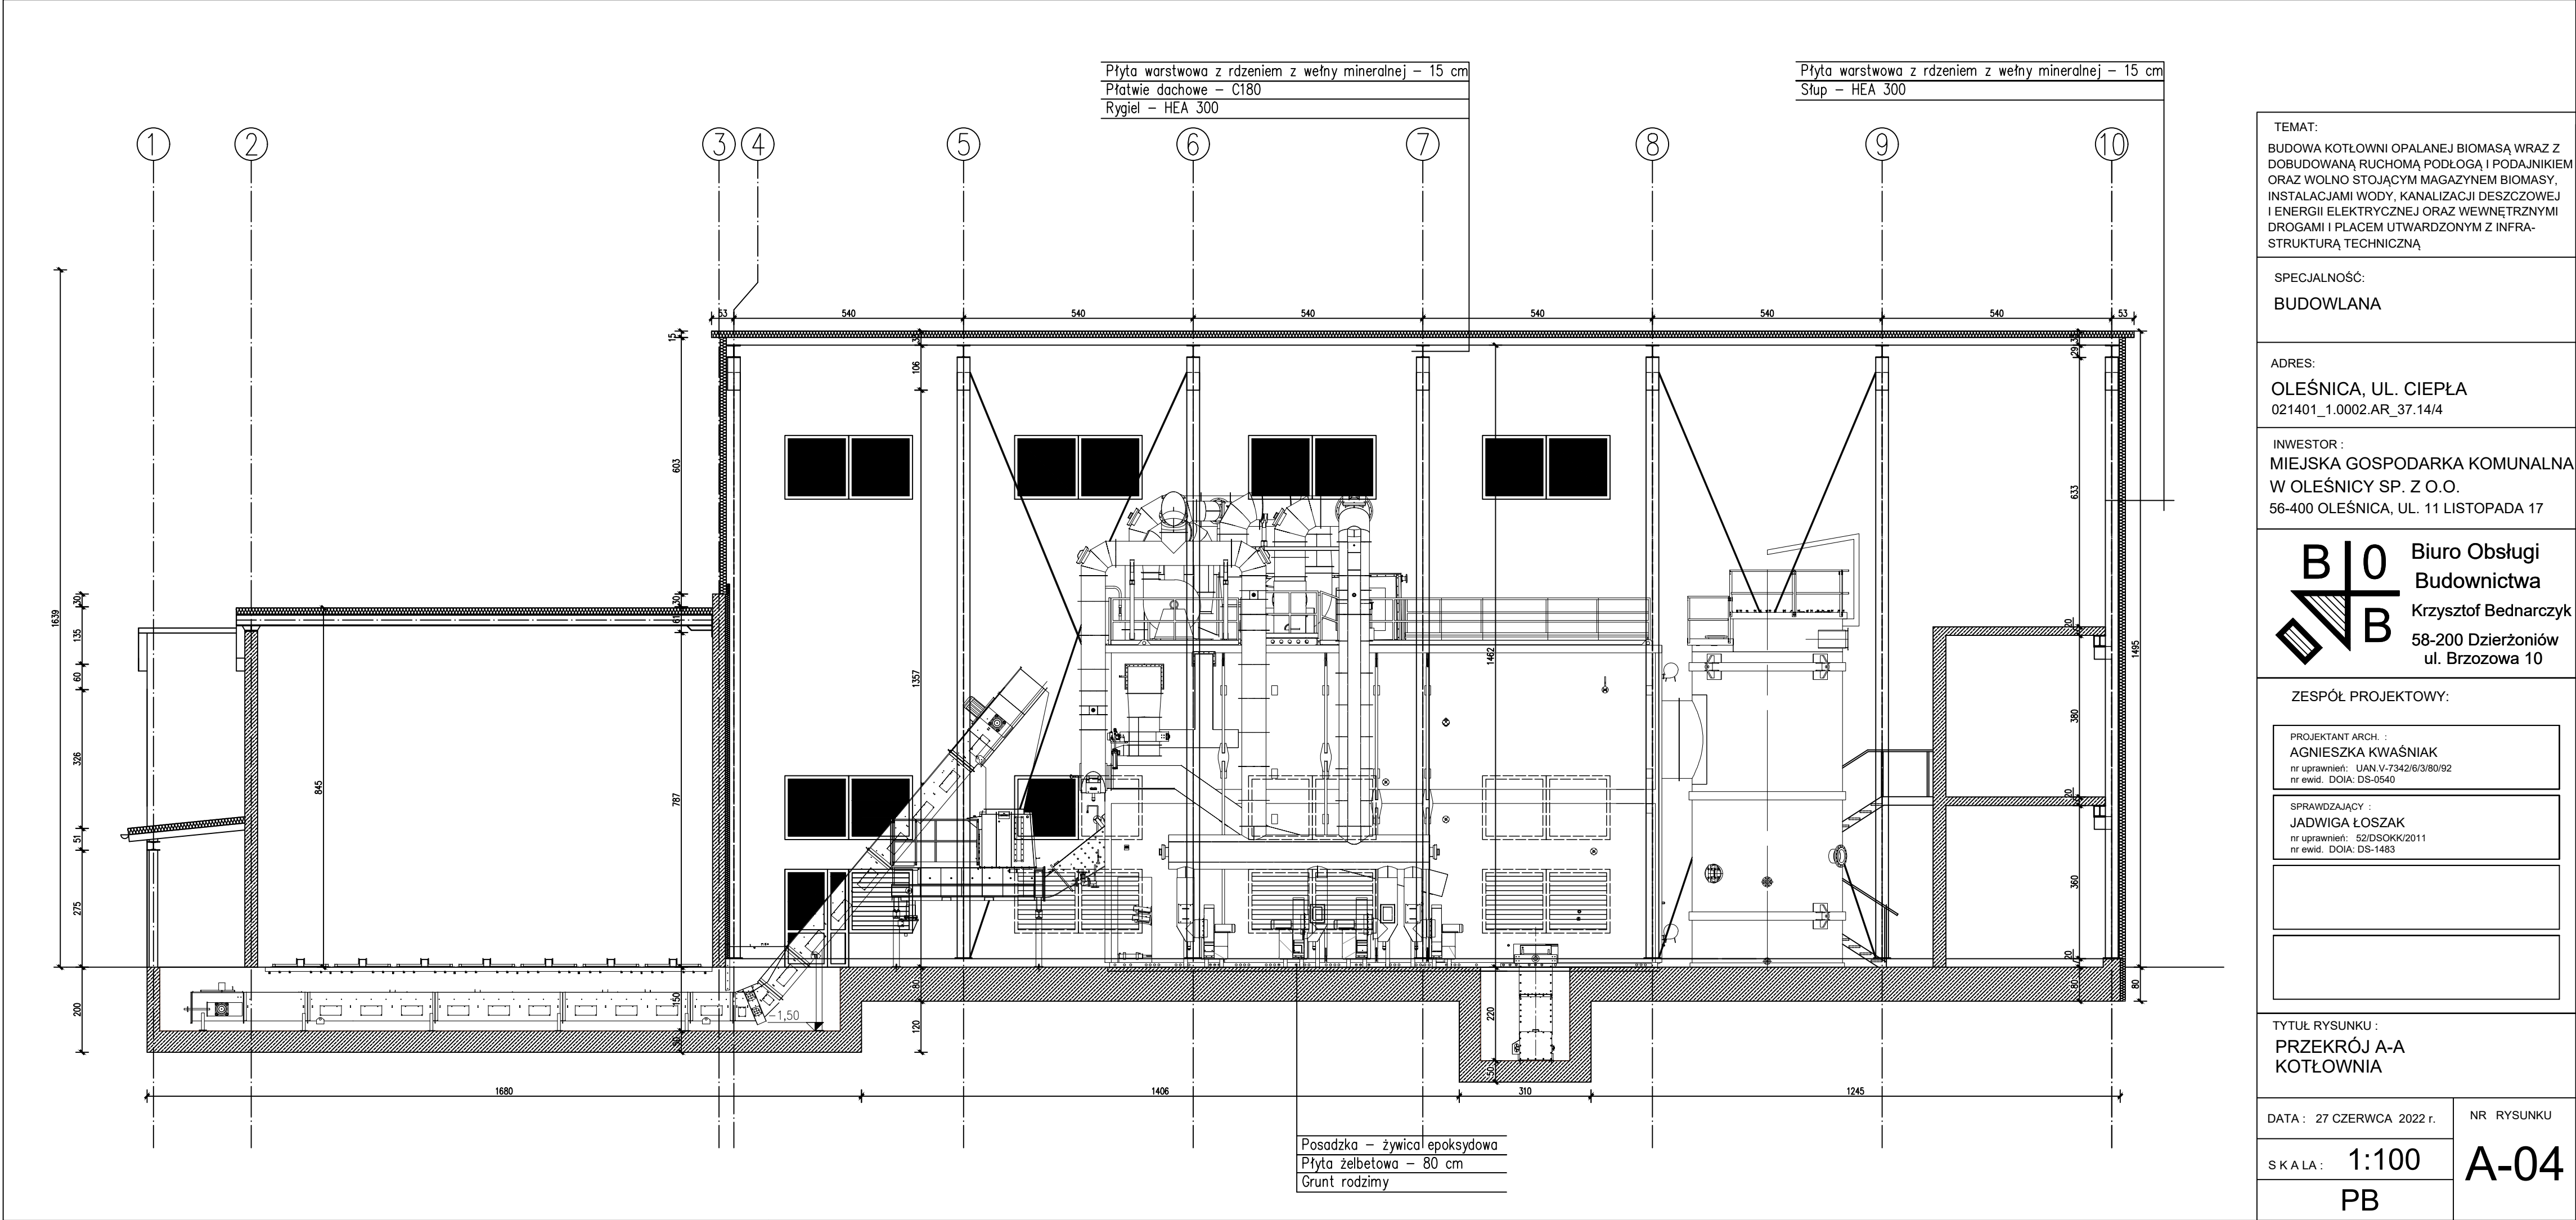 Płyta warstwowa z rdzeniem z wełny mineralnej – 15 cm
Płatwie dachowe – C180
Rygiel – HEA 300
Płyta warstwowa z rdzeniem z wełny mineralnej – 15 cm
Słup – HEA 300
1
2
3
4
5
6
7
8
9
10
53
540
540
540
540
540
540
53
15
603
30
61
787
150
50
1639
30
135
60
326
51
275
200
845
106
1357
80
120
1462
220
50
29
633
20
380
20
360
20
80
1495
80
-1,50
1680
1406
310
1245
Posadzka – żywica epoksydowa
Płyta żelbetowa – 80 cm
Grunt rodzimy
TEMAT:
BUDOWA KOTŁOWNI OPALANEJ BIOMASĄ WRAZ Z
DOBUDOWANĄ RUCHOMĄ PODŁOGĄ I PODAJNIKIEM
ORAZ WOLNO STOJĄCYM MAGAZYNEM BIOMASY,
INSTALACJAMI WODY, KANALIZACJI DESZCZOWEJ
I ENERGII ELEKTRYCZNEJ ORAZ WEWNĘTRZNYMI
DROGAMI I PLACEM UTWARDZONYM Z INFRA-
STRUKTURĄ TECHNICZNĄ
SPECJALNOŚĆ:
BUDOWLANA
ADRES:
OLEŚNICA, UL. CIEPŁA
021401_1.0002.AR_37.14/4
INWESTOR :
MIEJSKA GOSPODARKA KOMUNALNA
W OLEŚNICY SP. Z O.O.
56-400 OLEŚNICA, UL. 11 LISTOPADA 17
B O
B
Biuro Obsługi
Budownictwa
Krzysztof Bednarczyk
58-200 Dzierżoniów
ul. Brzozowa 10
ZESPÓŁ PROJEKTOWY:
PROJEKTANT ARCH. :
AGNIESZKA KWAŚNIAK
nr uprawnień: UAN.V-7342/6/3/80/92
nr ewid. DOIA: DS-0540
SPRAWDZAJĄCY :
JADWIGA ŁOSZAK
nr uprawnień: 52/DSOKK/2011
nr ewid. DOIA: DS-1483
TYTUŁ RYSUNKU :
PRZEKRÓJ A-A
KOTŁOWNIA
DATA : 27 CZERWCA 2022 r.
NR RYSUNKU
S K A LA : 1:100
A-04
PB